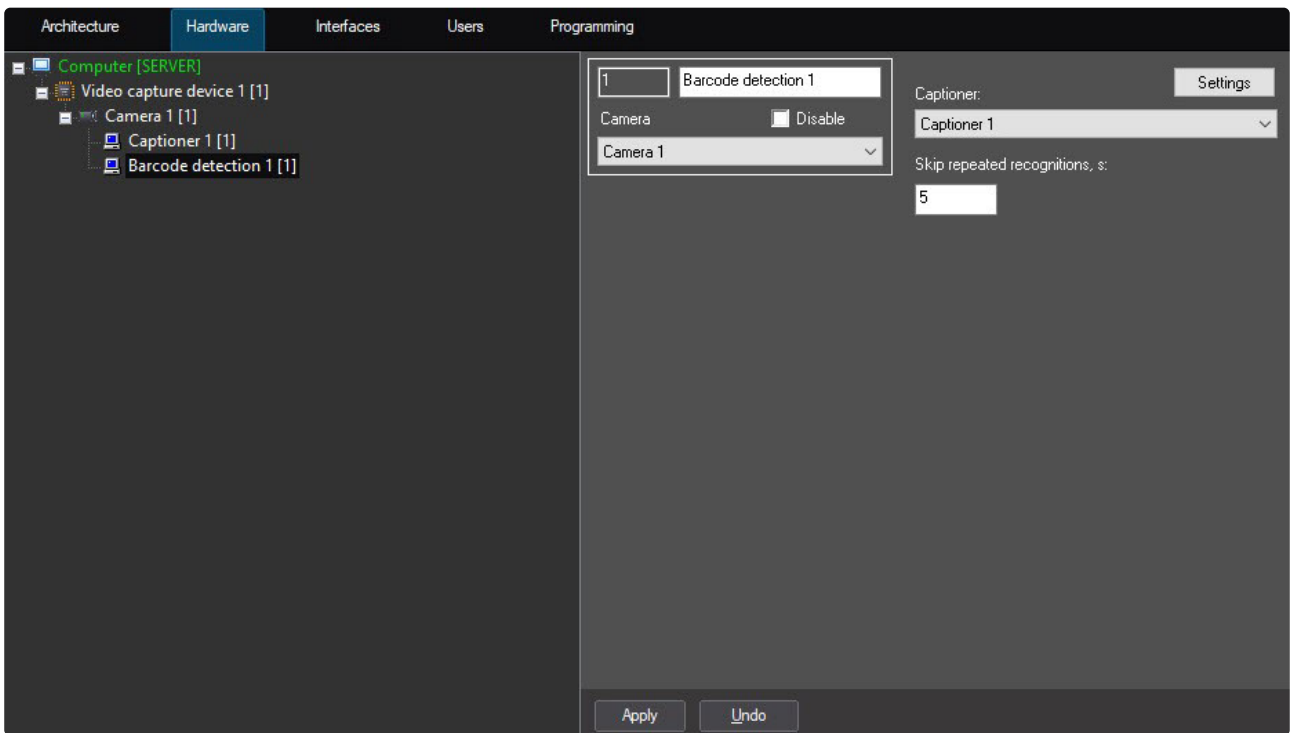 Architecture Hardware Interfaces Users Programming
Computer [SERVER]
Video capture device 1 [1]
Camera 1 [1]
Captioner 1 [1]
Barcode detection 1 [1]
1 Barcode detection 1
Camera Disable
Camera 1
Settings
Captioner:
Captioner 1
Skip repeated recognitions, s:
5
Apply Undo